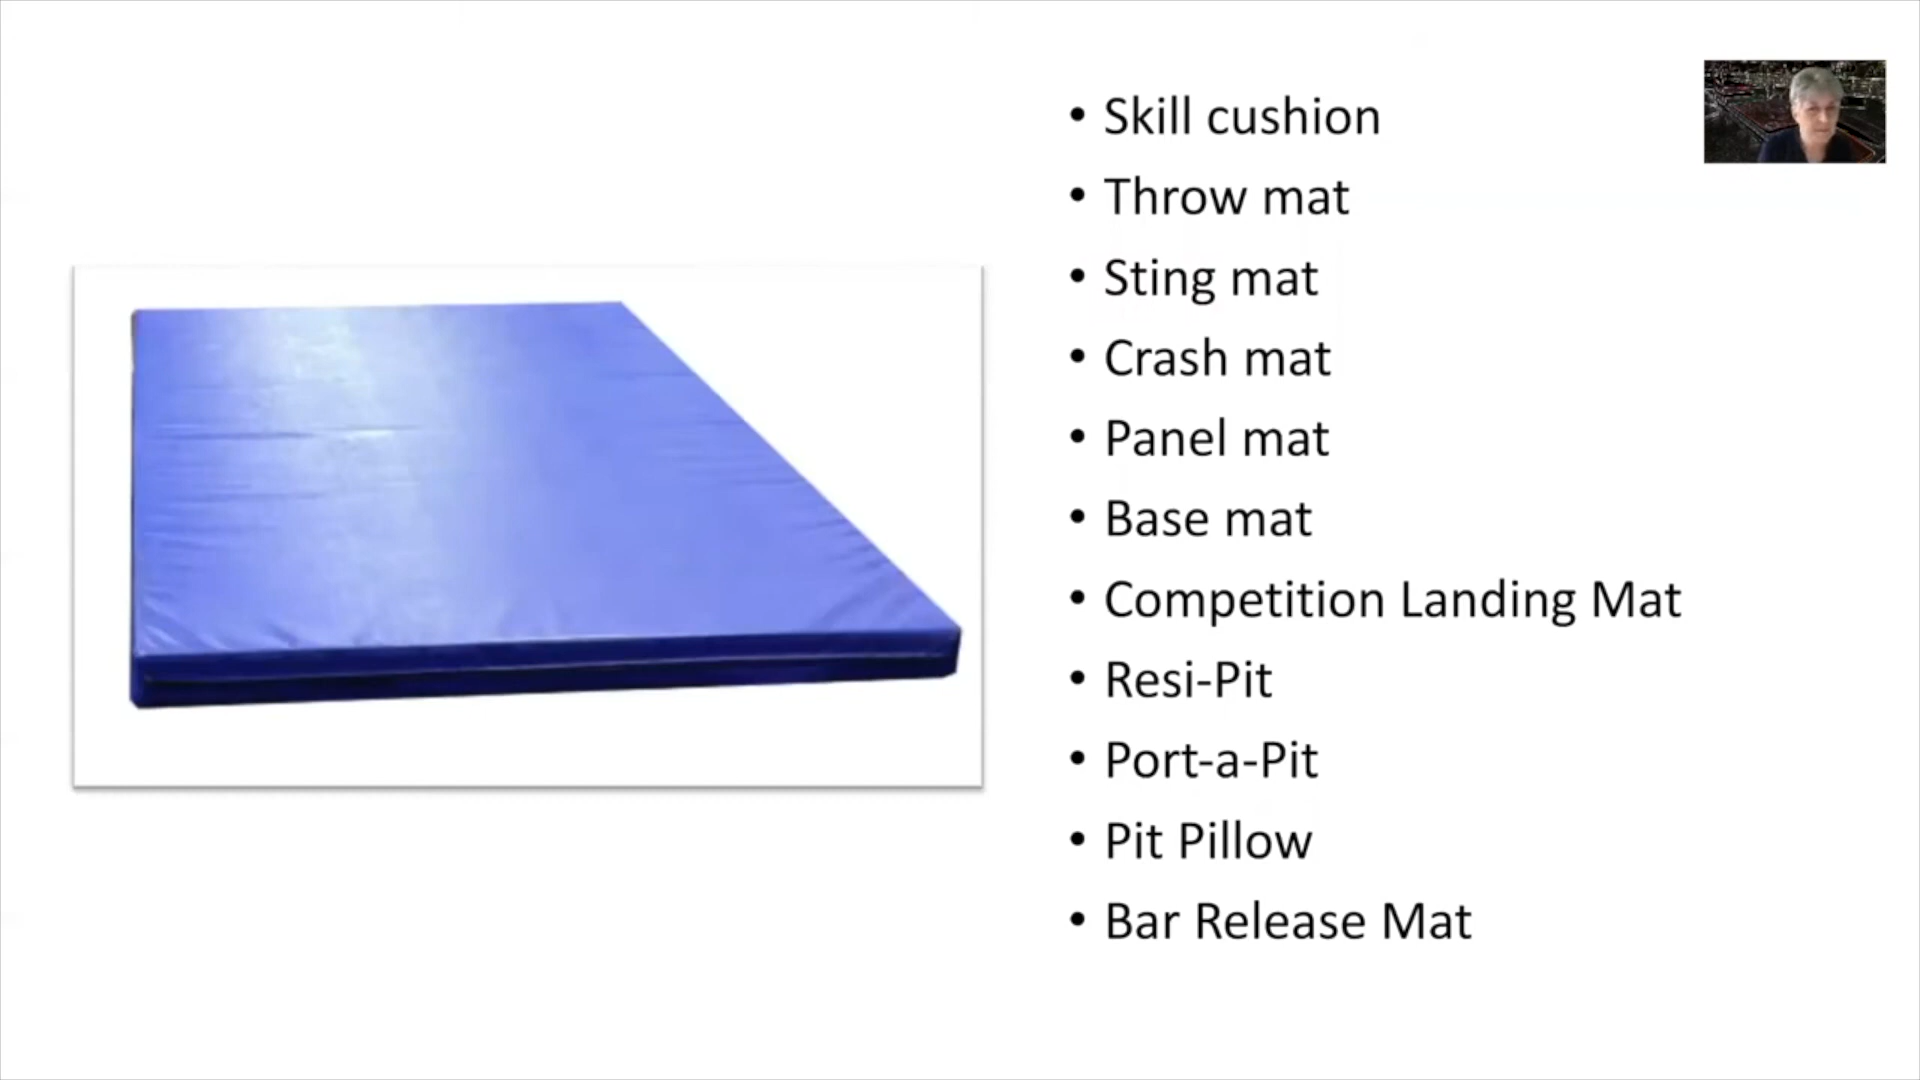 • Skill cushion
• Throw mat
• Sting mat
• Crash mat
• Panel mat
• Base mat
• Competition Landing Mat
• Resi-Pit
• Port-a-Pit
• Pit Pillow
• Bar Release Mat